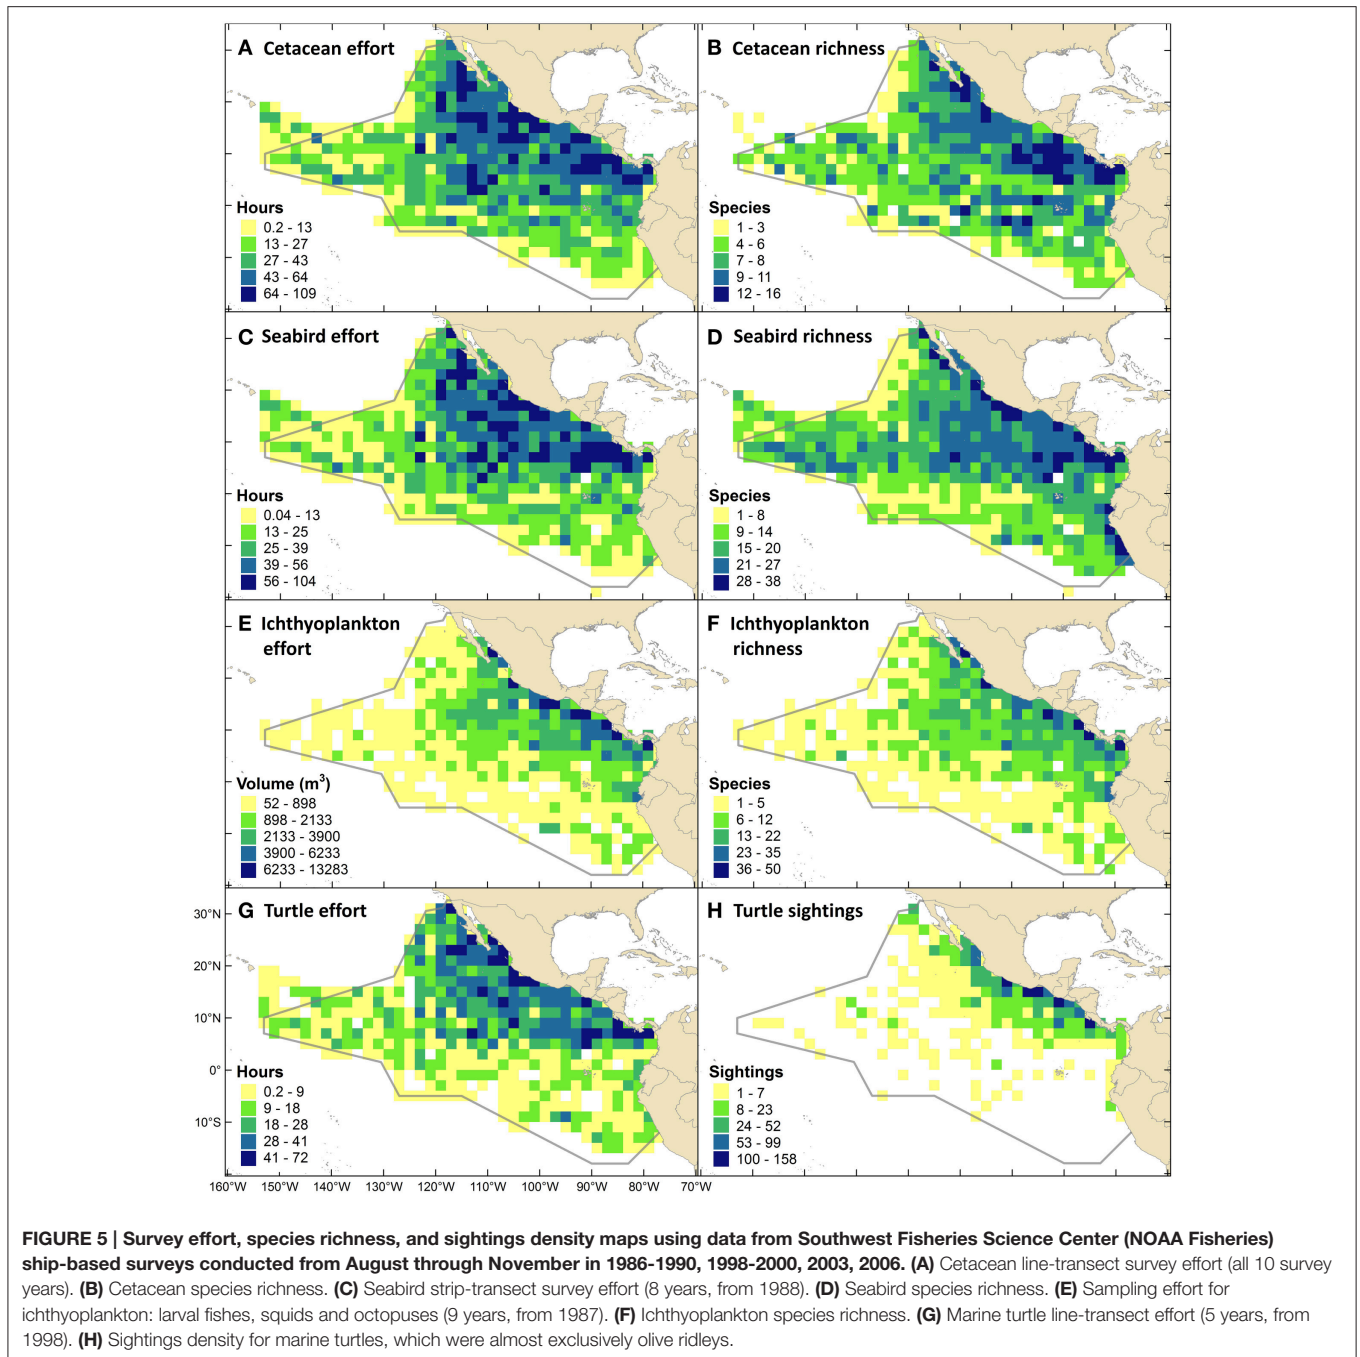 A Cetacean effort
Hours
0.2 - 13
13 - 27
27 - 43
43 - 64
64 - 109
B Cetacean richness
Species
1 - 3
4 - 6
7 - 8
9 - 11
12 - 16
C Seabird effort
Hours
0.04 - 13
13 - 25
25 - 39
39 - 56
56 - 104
D Seabird richness
Species
1 - 8
9 - 14
15 - 20
21 - 27
28 - 38
E Ichthyoplankton
effort
Volume (m³)
52 - 898
898 - 2133
2133 - 3900
3900 - 6233
6233 - 13283
F Ichthyoplankton
richness
Species
1 - 5
6 - 12
13 - 22
23 - 35
36 - 50
G Turtle effort
30°N
20°N
10°N
0°
10°S
Hours
0.2 - 9
9 - 18
18 - 28
28 - 41
41 - 72
160°W 150°W 140°W 130°W 120°W 110°W 100°W 90°W 80°W 70°W
H Turtle sightings
Sightings
1 - 7
8 - 23
24 - 52
53 - 99
100 - 158
FIGURE 5 | Survey effort, species richness, and sightings density maps using data from Southwest Fisheries Science Center (NOAA Fisheries)
ship-based surveys conducted from August through November in 1986-1990, 1998-2000, 2003, 2006. (A) Cetacean line-transect survey effort (all 10 survey
years). (B) Cetacean species richness. (C) Seabird strip-transect survey effort (8 years, from 1988). (D) Seabird species richness. (E) Sampling effort for
ichthyoplankton: larval fishes, squids and octopuses (9 years, from 1987). (F) Ichthyoplankton species richness. (G) Marine turtle line-transect effort (5 years, from
1998). (H) Sightings density for marine turtles, which were almost exclusively olive ridleys.